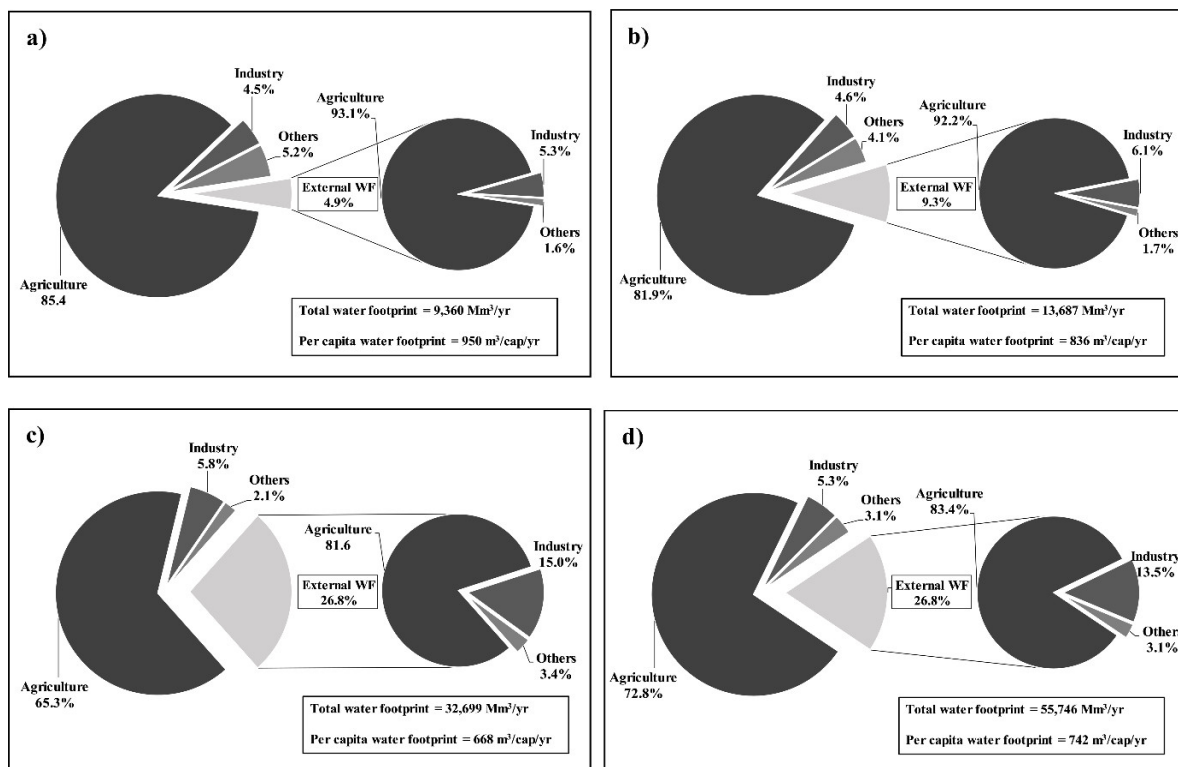 a)
Industry
4.5%
Others
5.2%
Agriculture
93.1%
Industry
5.3%
External WF
4.9%
Others
1.6%
Agriculture
85.4
Total water footprint = 9,360 Mm³/yr
Per capita water footprint = 950 m³/cap/yr
b)
Industry
4.6%
Others
4.1%
Agriculture
92.2%
Industry
6.1%
External WF
9.3%
Others
1.7%
Agriculture
81.9%
Total water footprint = 13,687 Mm³/yr
Per capita water footprint = 836 m³/cap/yr
c)
Industry
5.8%
Others
2.1%
Agriculture
81.6
Industry
15.0%
External WF
26.8%
Others
3.4%
Agriculture
65.3%
Total water footprint = 32,699 Mm³/yr
Per capita water footprint = 668 m³/cap/yr
d)
Industry
5.3%
Others
3.1%
Agriculture
83.4%
Industry
13.5%
External WF
26.8%
Others
3.1%
Agriculture
72.8%
Total water footprint = 55,746 Mm³/yr
Per capita water footprint = 742 m³/cap/yr